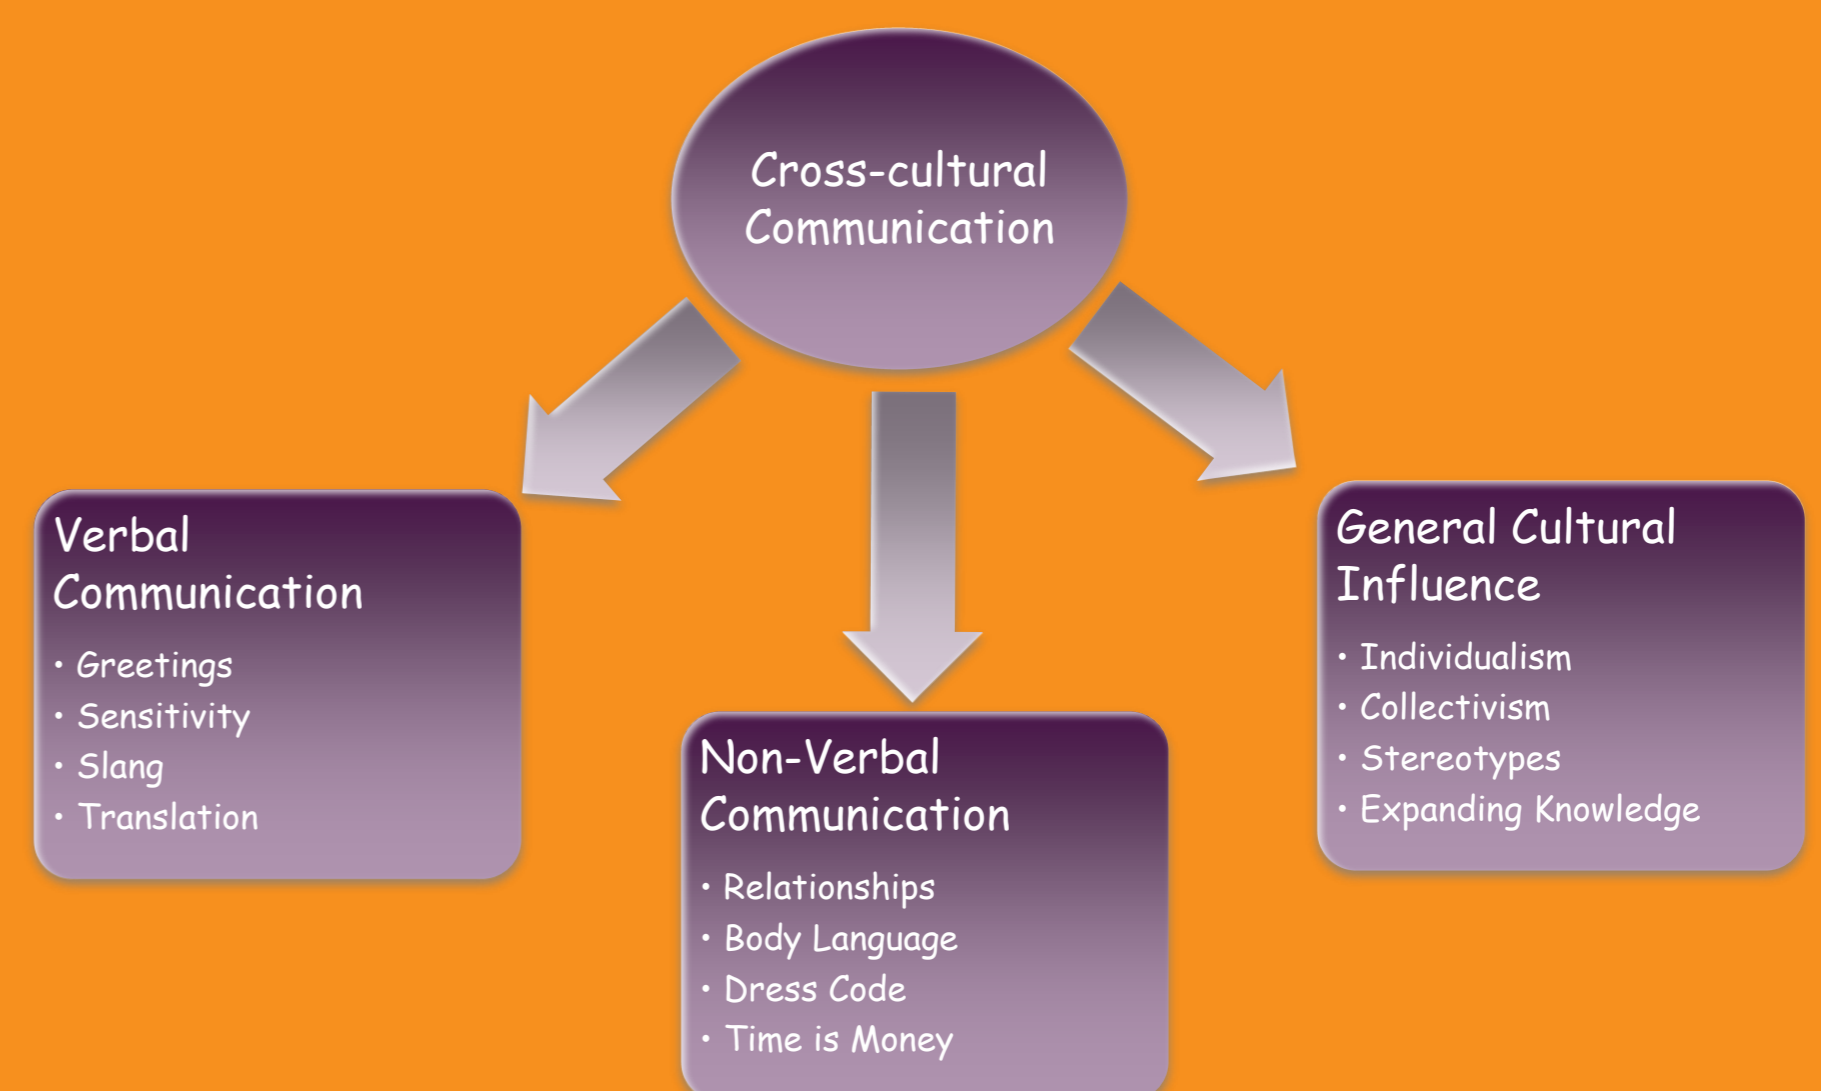 Cross-cultural
Communication
Verbal
Communication
• Greetings
• Sensitivity
• Slang
• Translation
Non-Verbal
Communication
• Relationships
• Body Language
• Dress Code
• Time is Money
General Cultural
Influence
• Individualism
• Collectivism
• Stereotypes
• Expanding Knowledge